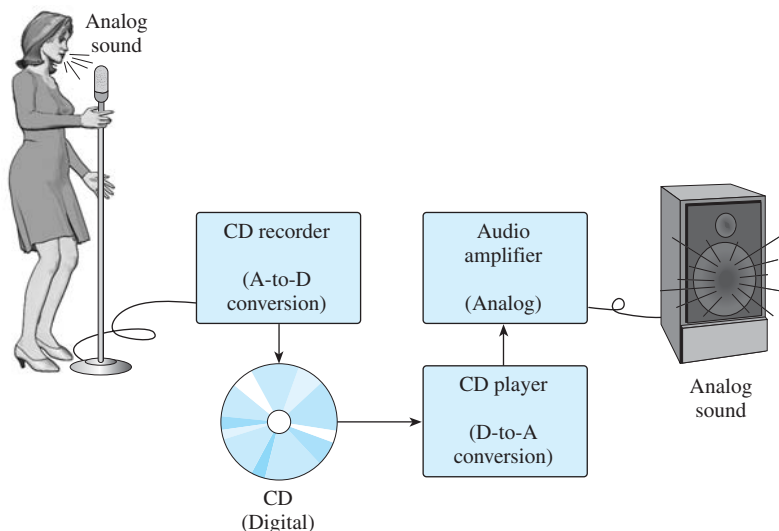 Analog
sound
CD recorder
(A-to-D
conversion)
CD
(Digital)
CD player
(D-to-A
conversion)
Audio
amplifier
(Analog)
Analog
sound